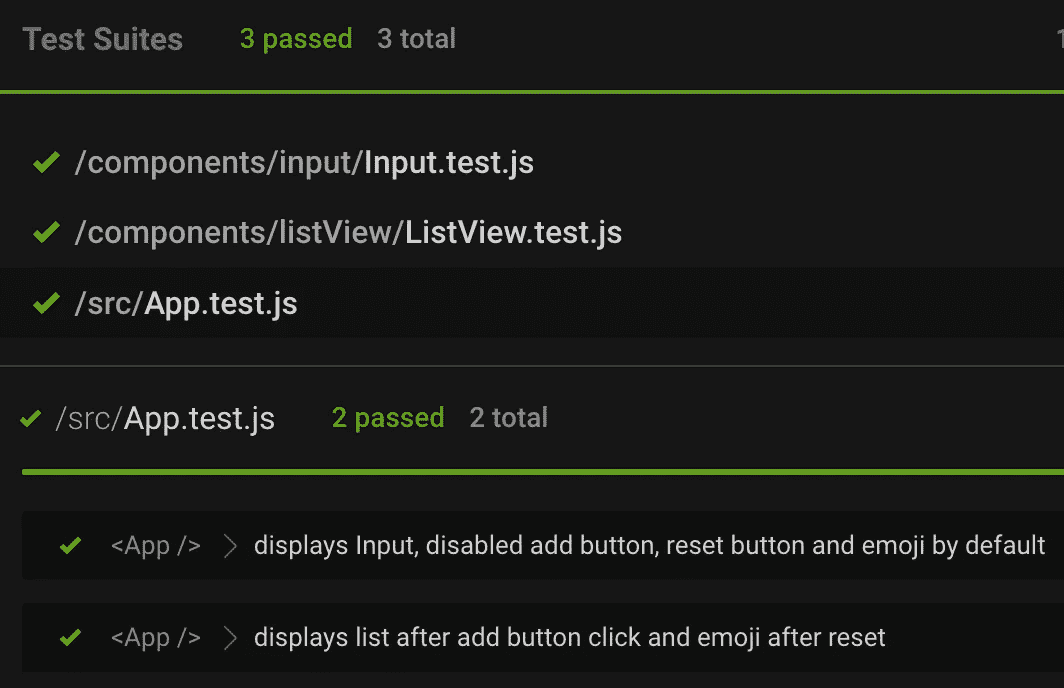 Test Suites 3 passed 3 total
/components/input/Input.test.js
/components/listView/ListView.test.js
/src/App.test.js
/src/App.test.js 2 passed 2 total
<App /> > displays Input, disabled add button, reset button and emoji by default
<App /> > displays list after add button click and emoji after reset